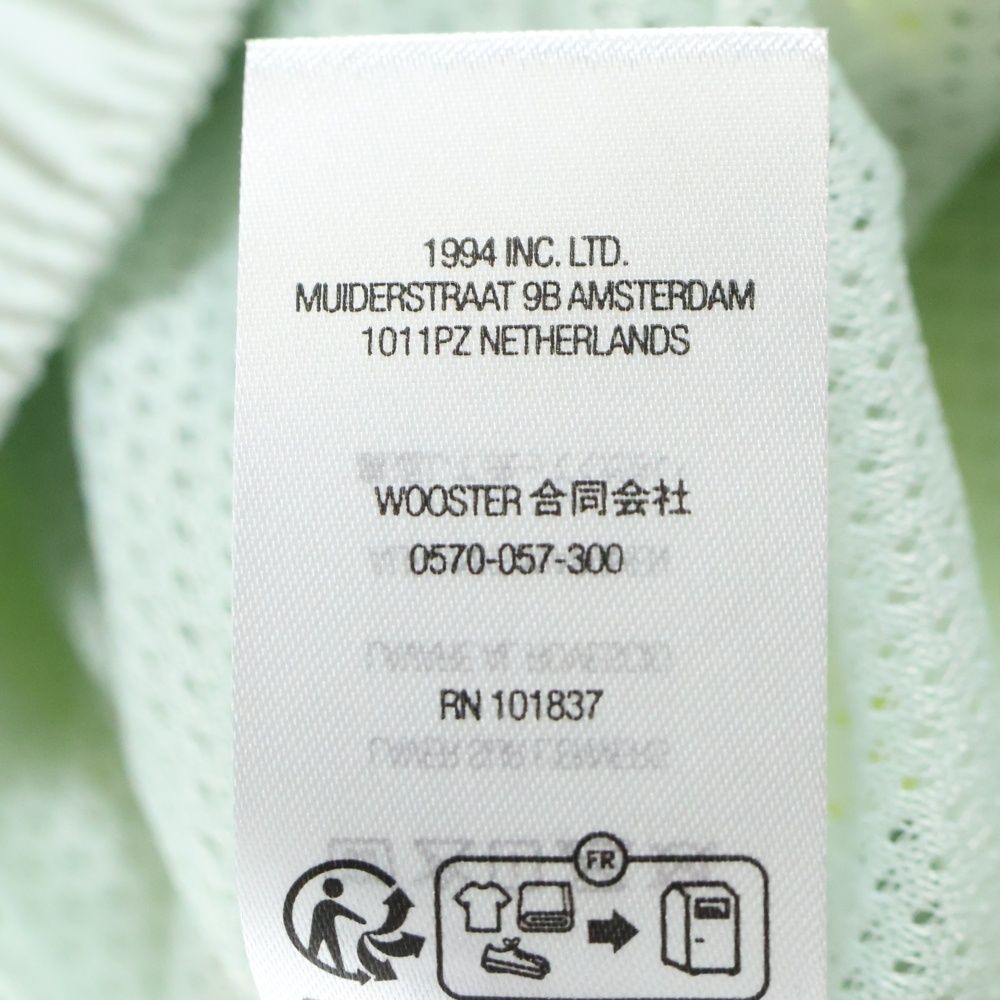 1994 INC. LTD.
MUIDERSTRAAT 9B AMSTERDAM
1011PZ NETHERLANDS
WOOSTER 合同会社
0570-057-300
RN 101837
FR